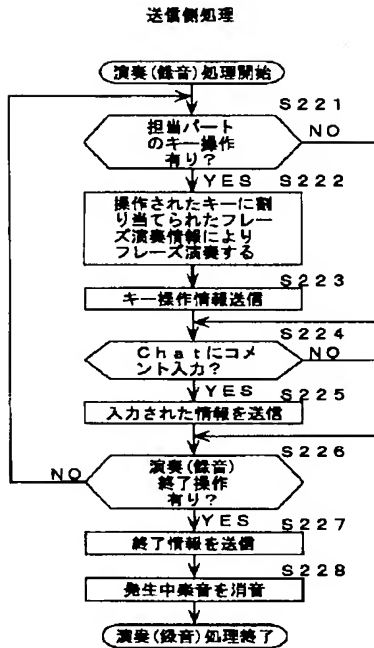 送信側処理
演奏(録音)処理開始
S221
担当パート
のキー操作
有り?
NO
YES
S222
操作されたキーに割
り当てられたフレー
ズ演奏情報により
フレーズ演奏する
S223
キー操作情報送信
S224
Chatにコメ
ント入力?
NO
YES
S225
入力された情報を送信
S226
演奏(録音)
終了操作
有り?
NO
YES
S227
終了情報を送信
S228
発生中楽音を消音
演奏(録音)処理終了